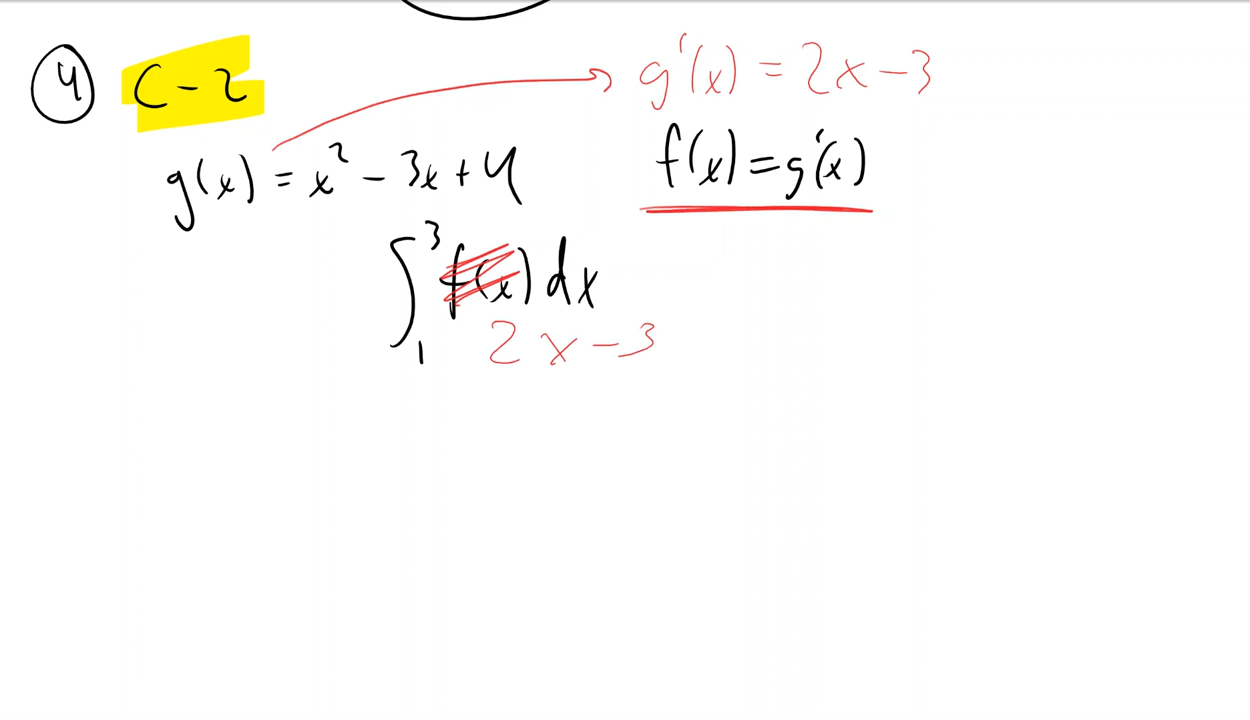 ④ C - 2
g'(x) = 2x - 3
g(x) = x² - 3x + 4
f(x) = g'(x)
∫₁³ f(x) dx
2x - 3